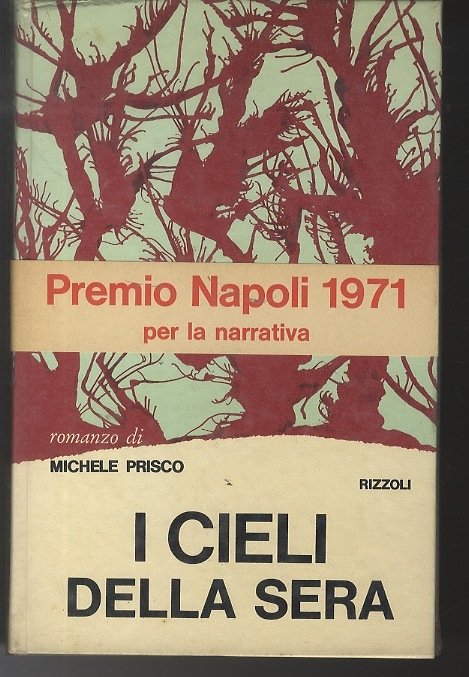 Premio Napoli 1971
per la narrativa
romanzo di
MICHELE PRISCO
RIZZOLI
I CIELI
DELLA SERA